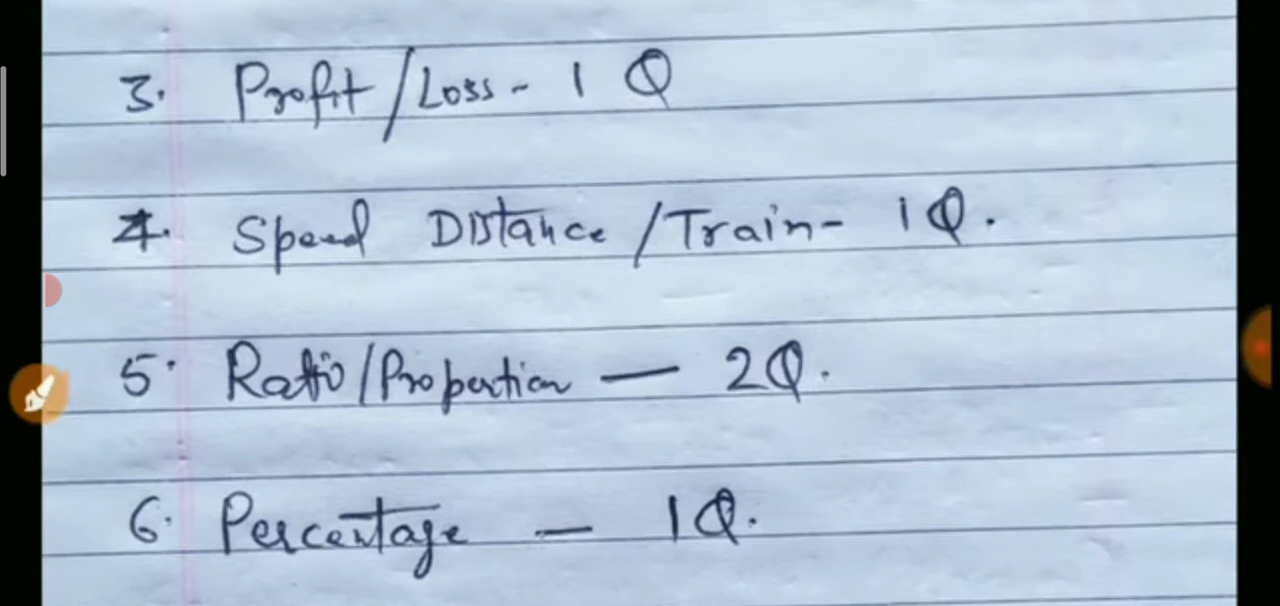 3. Profit/Loss - 1 Q
4. Speed Distance/Train - 1Q.
5. Ratio/Proportion — 2Q.
6. Percentage — 1Q.